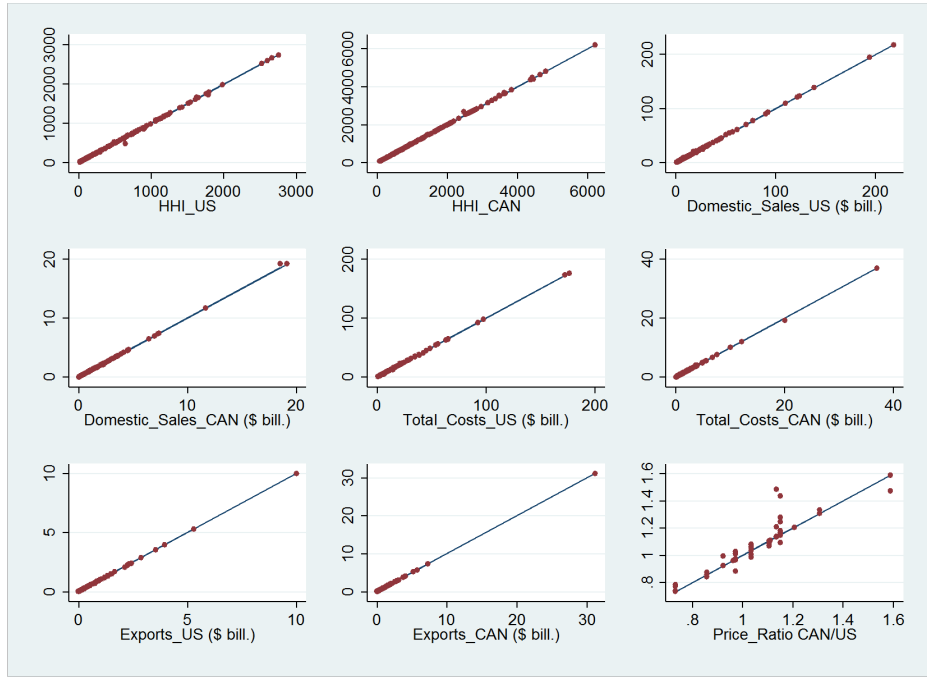 0 1000 2000 3000
0 1000 2000 3000
HHI_US
0 2000 4000 6000
0 2000 4000 6000
HHI_CAN
0 100 200
0 100 200
Domestic_Sales_US ($ bill.)
0 10 20
0 10 20
Domestic_Sales_CAN ($ bill.)
0 100 200
0 100 200
Total_Costs_US ($ bill.)
0 20 40
0 20 40
Total_Costs_CAN ($ bill.)
0 5 10
0 5 10
Exports_US ($ bill.)
0 10 20 30
0 10 20 30
Exports_CAN ($ bill.)
.8 1 1.2 1.4 1.6
.8 1 1.2 1.4 1.6
Price_Ratio CAN/US